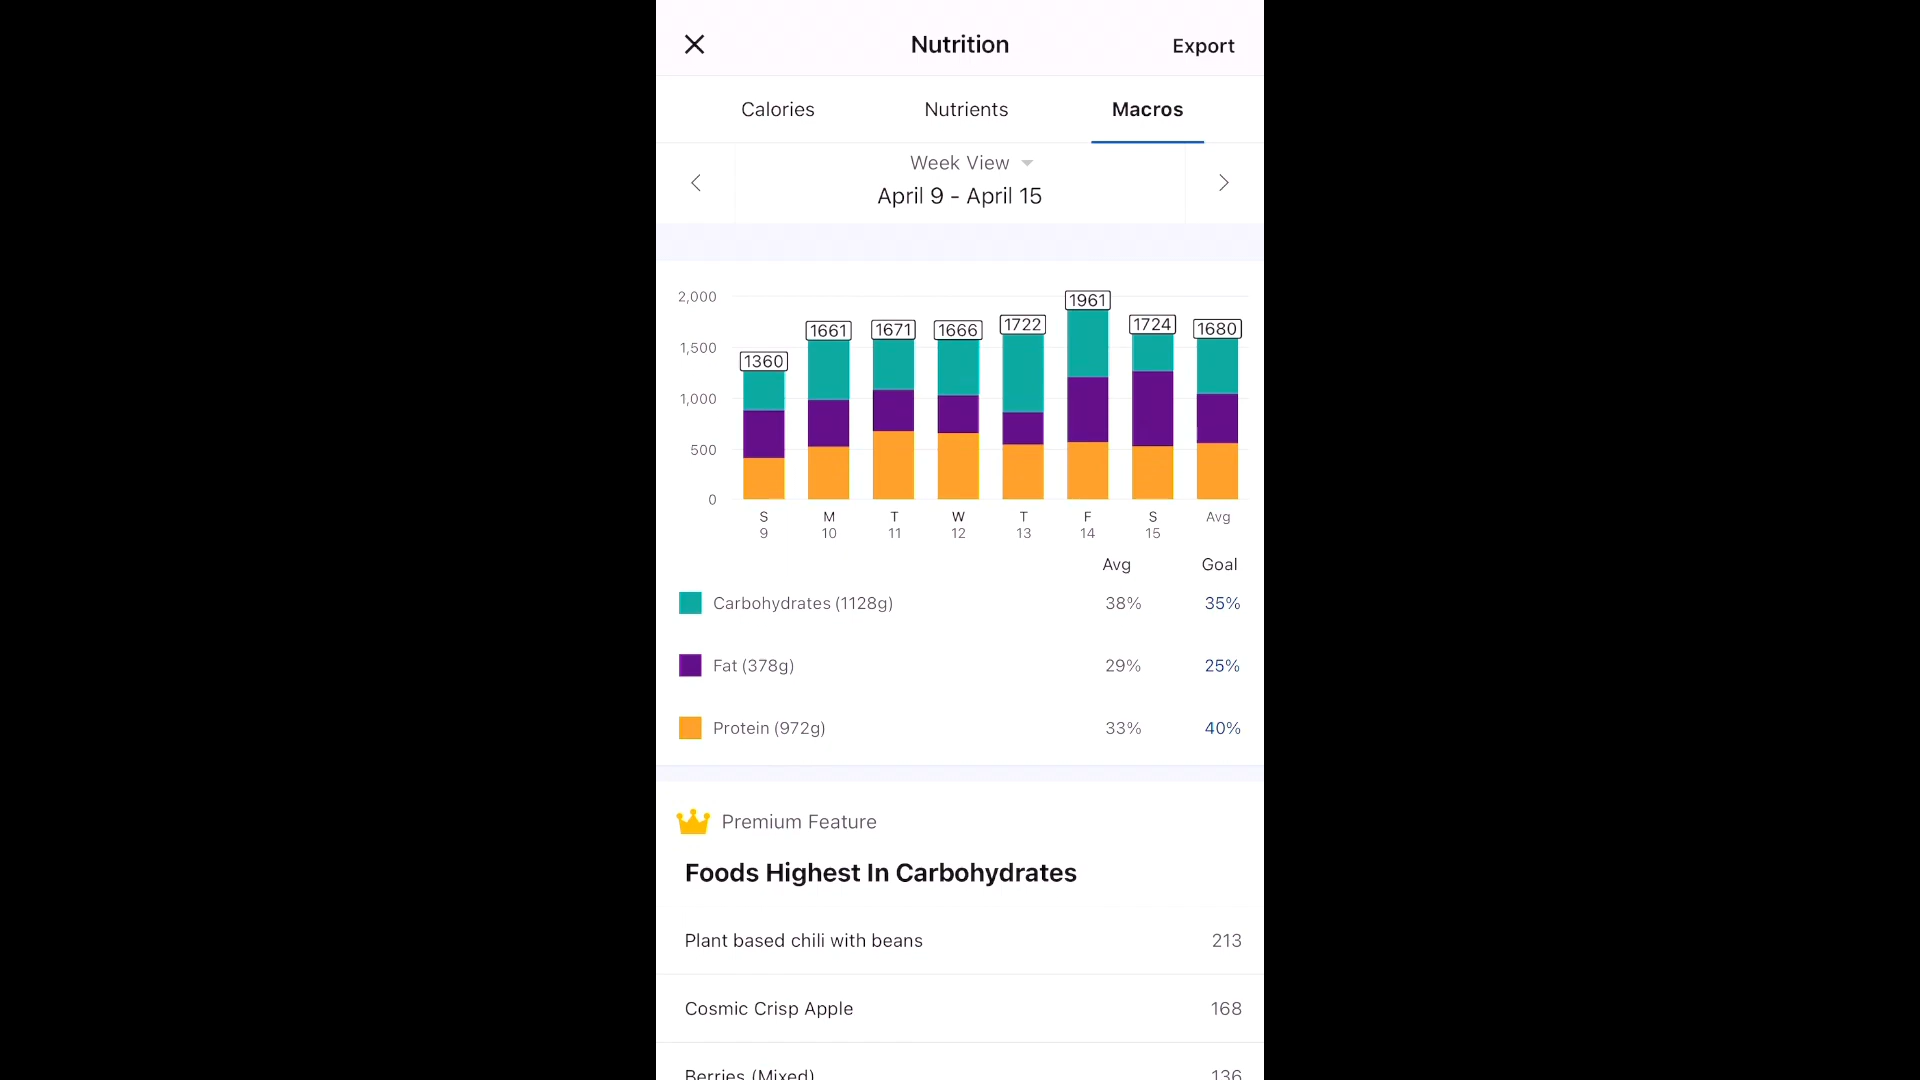 Nutrition
Export
Calories Nutrients Macros
Week View
April 9 - April 15
2,000
1,500
1,000
500
0
1360 1661 1671 1666 1722 1961 1724 1680
S M T W T F S Avg
9 10 11 12 13 14 15
Avg Goal
Carbohydrates (1128g) 38% 35%
Fat (378g) 29% 25%
Protein (972g) 33% 40%
Premium Feature
Foods Highest In Carbohydrates
Plant based chili with beans 213
Cosmic Crisp Apple 168
Berries (Mixed) 136